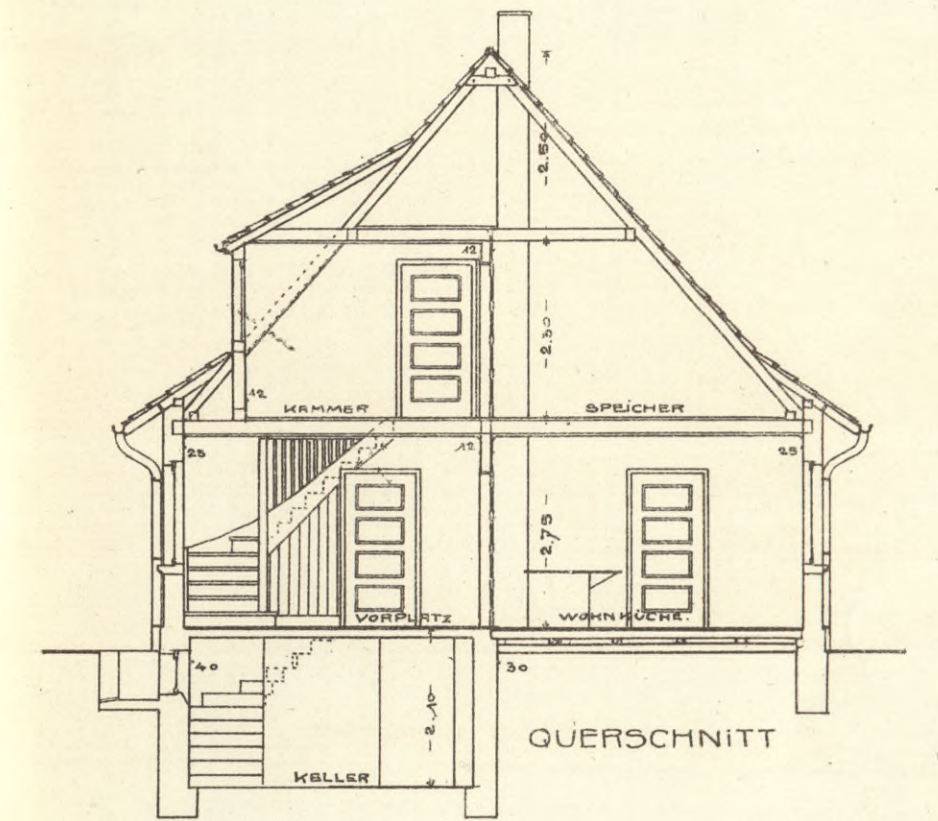 -2.50-
12
-2.30-
12
KAMMER
SPEICHER
25
12
25
-2.75-
VORPLATZ
WOHNKÜCHE.
40
30
-2.10-
QUERSCHNITT
KELLER